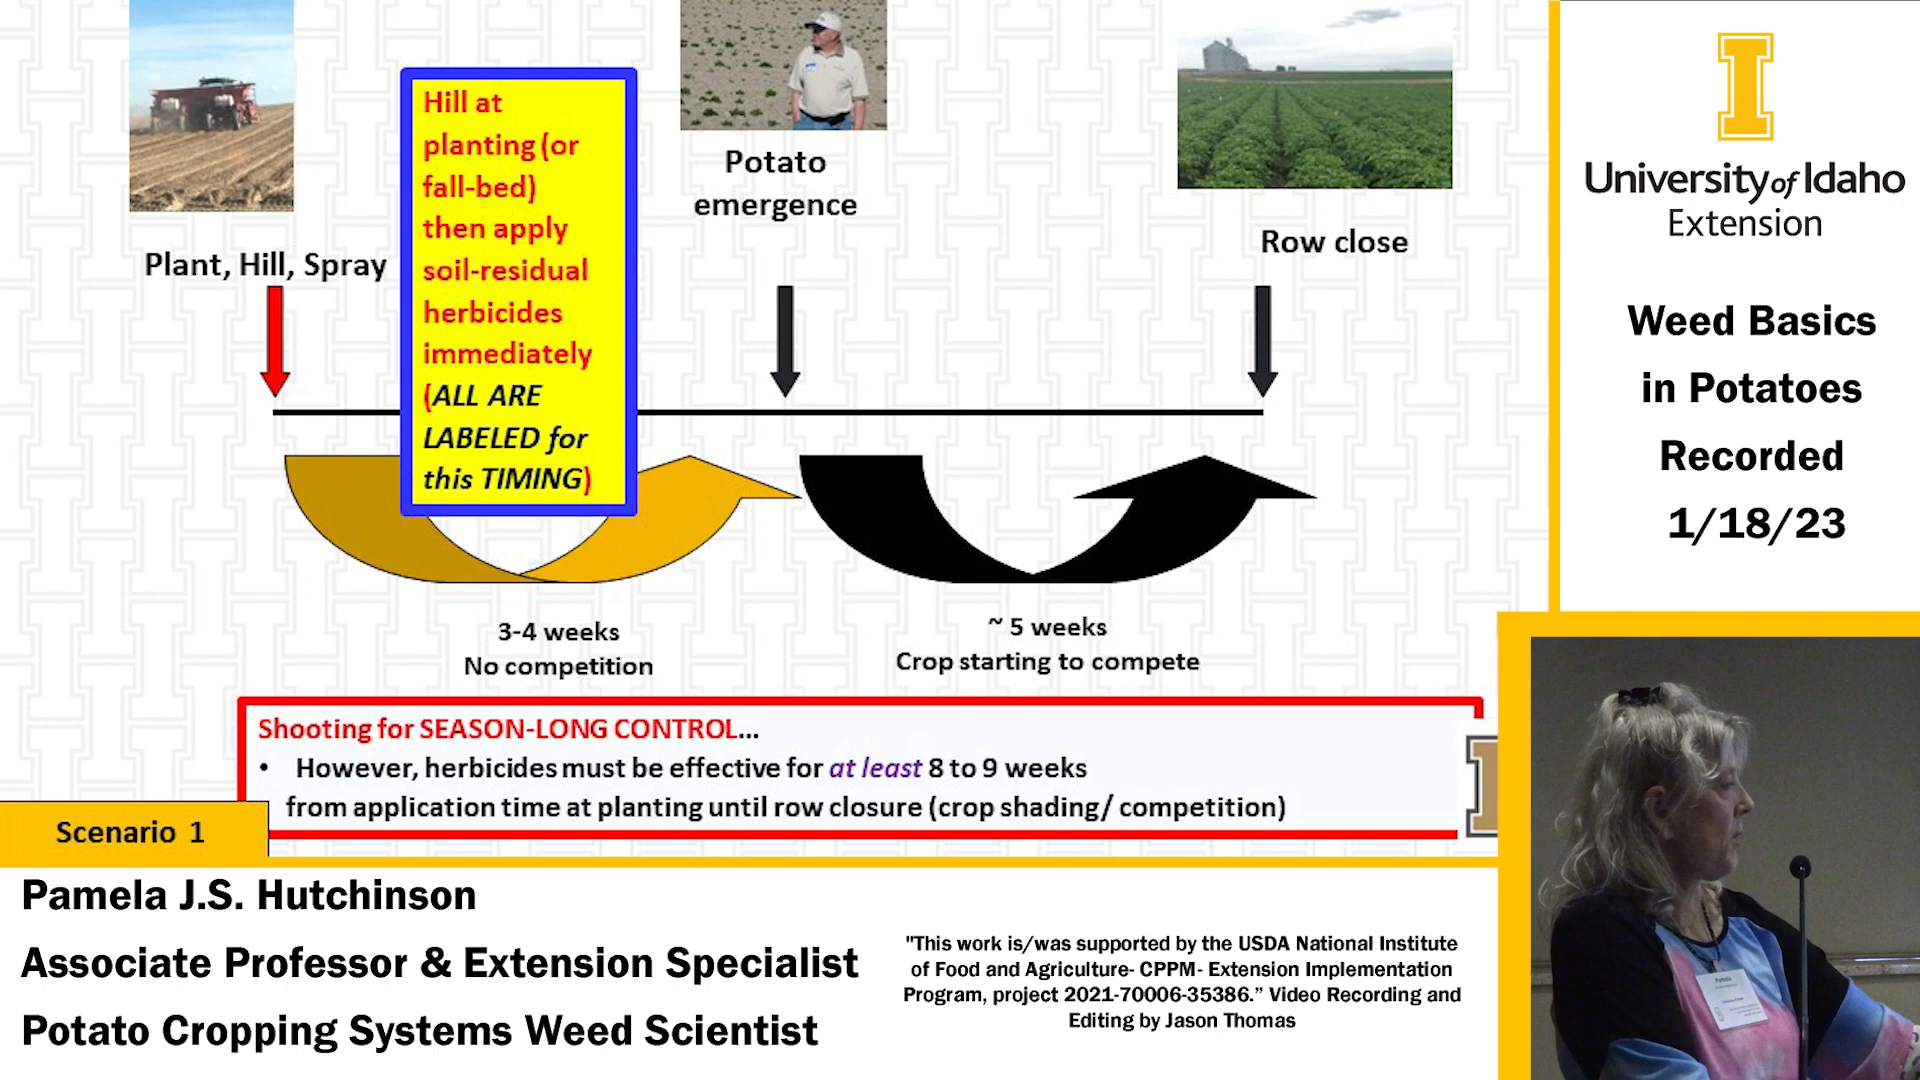 Plant, Hill, Spray
Hill at
planting (or
fall-bed)
then apply
soil-residual
herbicides
immediately
(ALL ARE
LABELED for
this TIMING)
Potato
emergence
Row close
3-4 weeks
No competition
~ 5 weeks
Crop starting to compete
Shooting for SEASON-LONG CONTROL...
• However, herbicides must be effective for at least 8 to 9 weeks
from application time at planting until row closure (crop shading/ competition)
Scenario 1
I
University of Idaho
Extension
Weed Basics
in Potatoes
Recorded
1/18/23
Pamela J.S. Hutchinson
Associate Professor & Extension Specialist
Potato Cropping Systems Weed Scientist
"This work is/was supported by the USDA National Institute
of Food and Agriculture- CPPM- Extension Implementation
Program, project 2021-70006-35386.” Video Recording and
Editing by Jason Thomas
Pamela